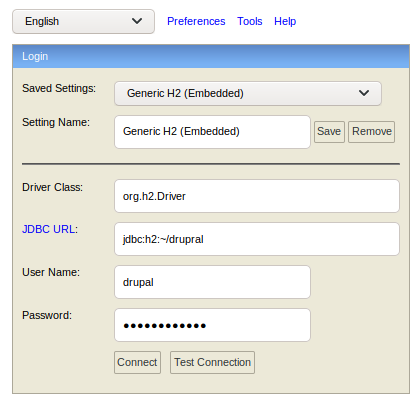 English Preferences Tools Help
Login
Saved Settings: Generic H2 (Embedded)
Setting Name: Generic H2 (Embedded) Save Remove
Driver Class: org.h2.Driver
JDBC URL: jdbc:h2:~/drupral
User Name: drupal
Password: ●●●●●●●●●●●●
Connect Test Connection